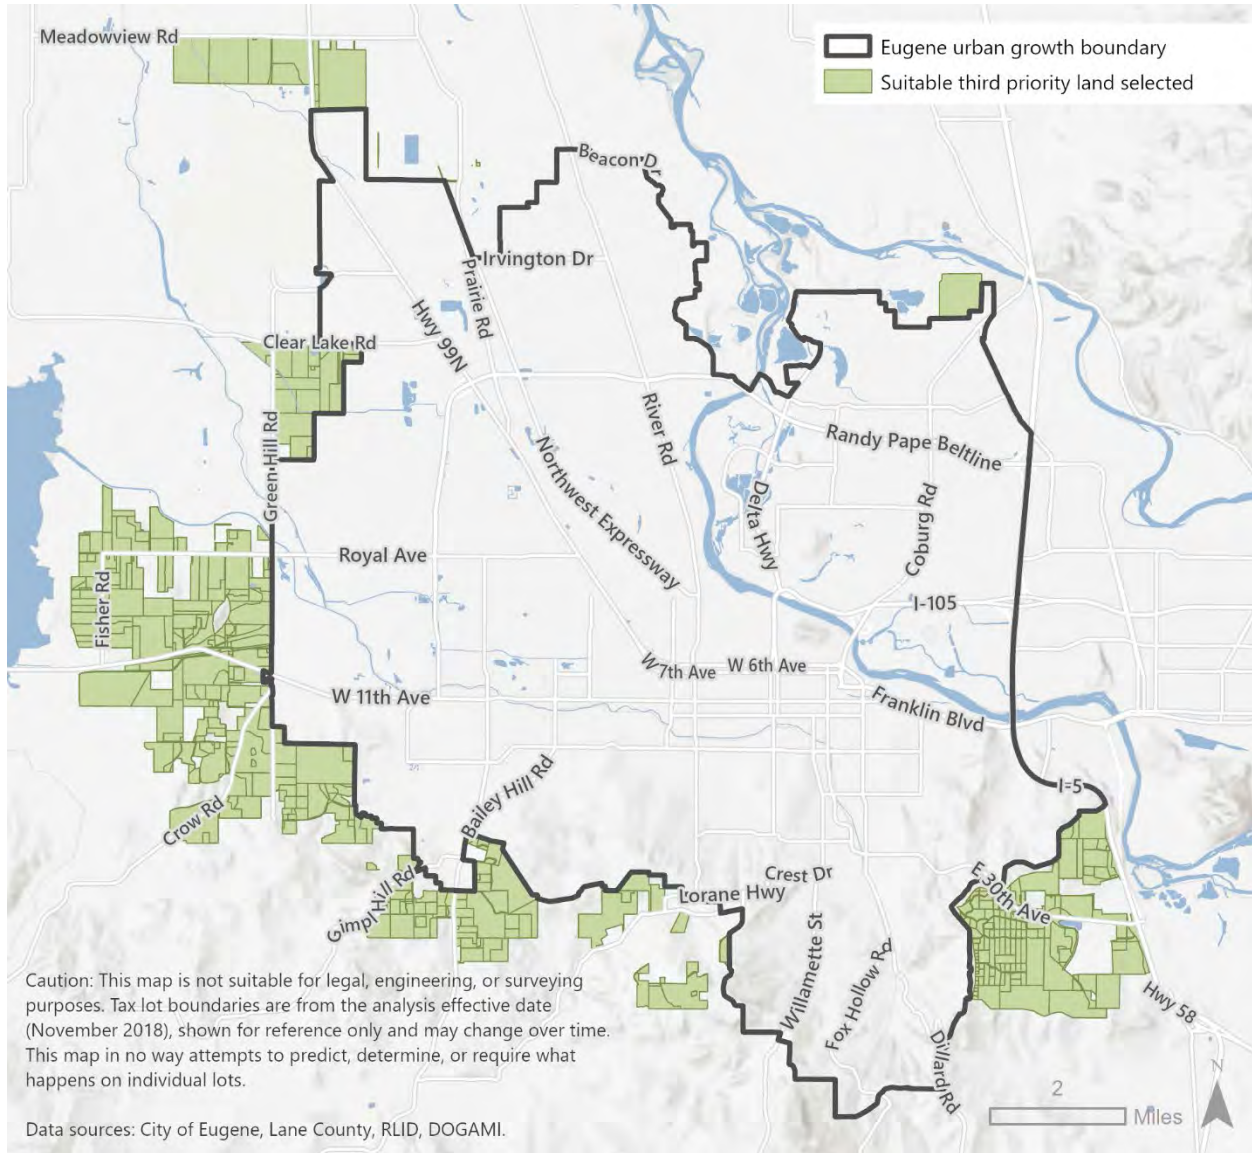 Meadowview Rd
Eugene urban growth boundary
Suitable third priority land selected
Beacon Dr
Irvington Dr
Prairie Rd
Hwy 99N
Clear Lake Rd
Green Hill Rd
River Rd
Randy Pape Beltline
Northwest Expressway
Delta Hwy
Coburg Rd
Royal Ave
Fisher Rd
I-105
W 7th Ave
W 6th Ave
W 11th Ave
Franklin Blvd
Bailey Hill Rd
I-5
Crow Rd
Gimpl Hill Rd
Crest Dr
Lorane Hwy
E 30th Ave
Willamette St
Fox Hollow Rd
Hwy 58
Dillard Rd
Caution: This map is not suitable for legal, engineering, or surveying
purposes. Tax lot boundaries are from the analysis effective date
(November 2018), shown for reference only and may change over time.
This map in no way attempts to predict, determine, or require what
happens on individual lots.
Data sources: City of Eugene, Lane County, RLID, DOGAMI.
2
Miles
N